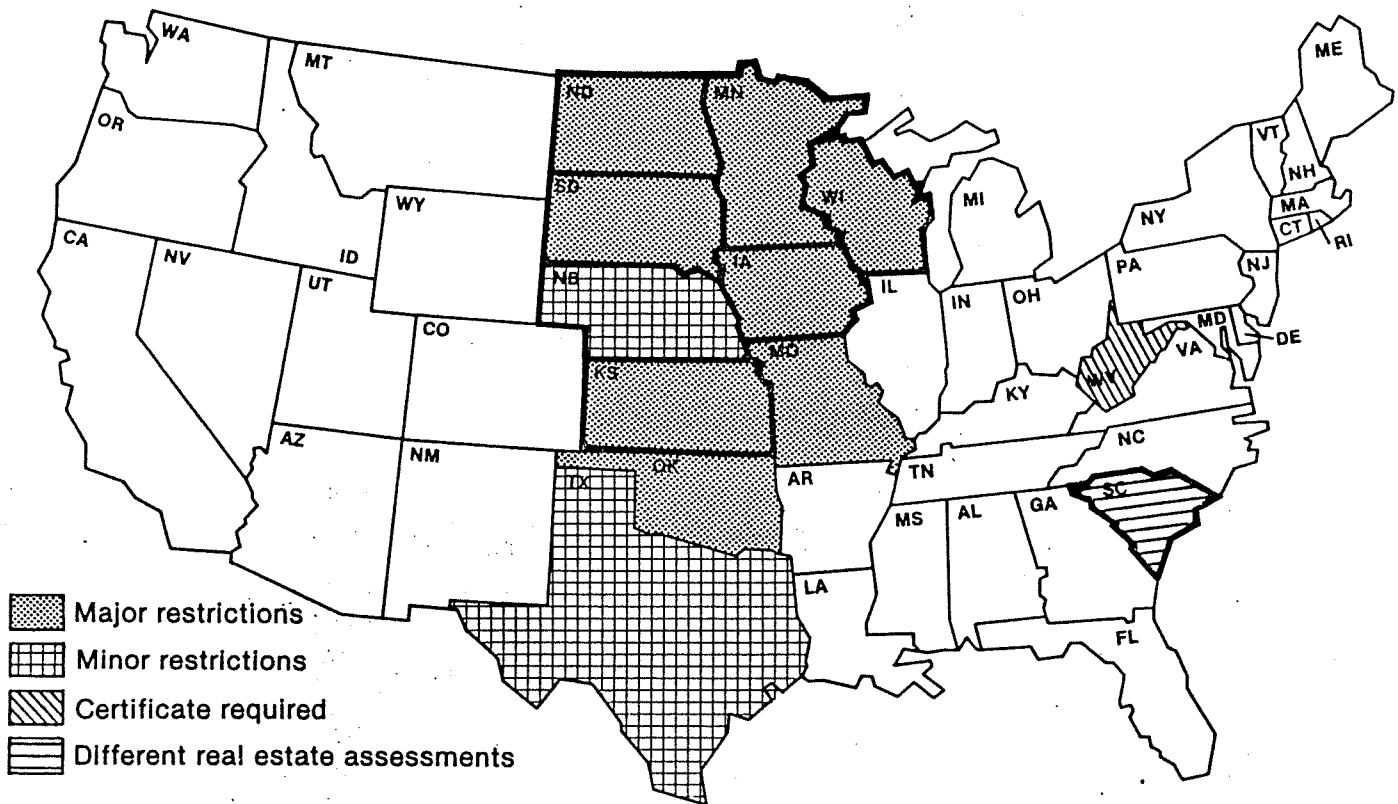 WA
MT
ND
MN
ME
OR
VT
NH
SD
WY
WI
MI
NY
MA
CT
RI
CA
NV
ID
UT
NB
IA
IL
IN
OH
PA
NJ
CO
MO
MD
DE
VA
KS
WV
KY
AZ
NM
OK
TX
AR
TN
NC
SC
MS
AL
GA
LA
FL
Major restrictions
Minor restrictions
Certificate required
Different real estate assessments